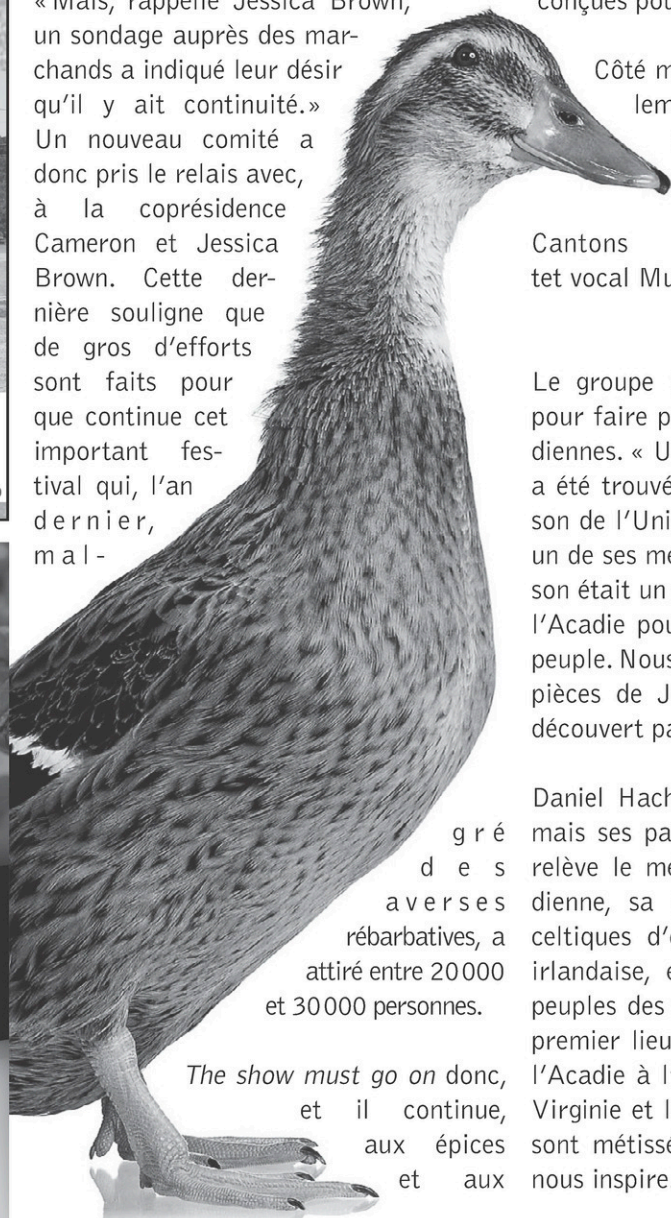 « Mais, rappelle Jessica Brown,
un sondage auprès des mar-
chands a indiqué leur désir
qu'il y ait continuité.»
Un nouveau comité a
donc pris le relais avec,
à la coprésidence
Cameron et Jessica
Brown. Cette der-
nière souligne que
de gros d'efforts
sont faits pour
que continue cet
important fes-
tival qui, l'an
dernier,
mal-
gré
des
averses
rébarbatives, a
attiré entre 20 000
et 30 000 personnes.
The show must go on donc,
et il continue,
aux épices
et aux
conçues pou
Côté m
lem
Cantons
tet vocal Mu
Le groupe
pour faire p
diennes. « U
a été trouvé
son de l'Uni
un de ses me
son était un
l'Acadie pou
peuple. Nous
pièces de J
découvert pa
Daniel Hach
mais ses pa
relève le me
dienne, sa
celtiques d'
irlandaise, e
peuples des
premier lieu
l'Acadie à l
Virginie et l
sont métissé
nous inspire